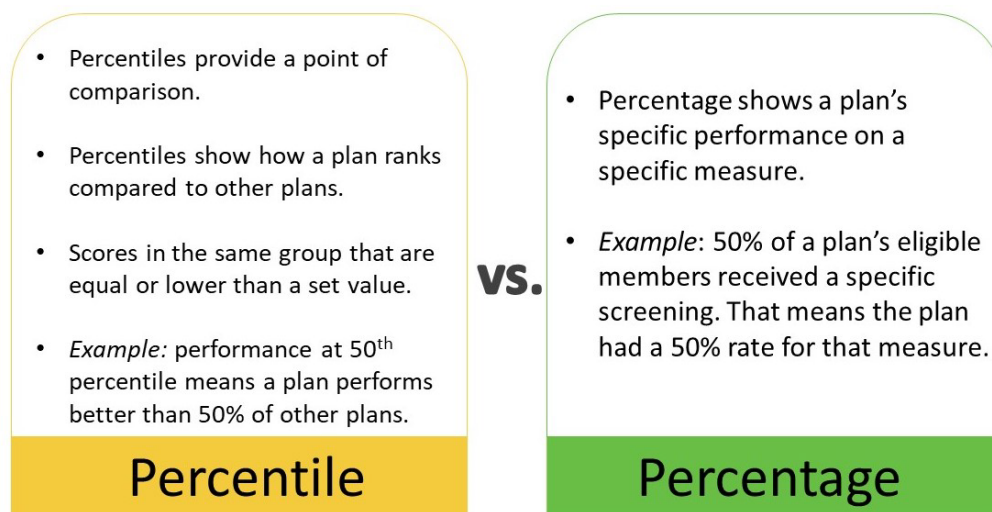 • Percentiles provide a point of
comparison.
• Percentiles show how a plan ranks
compared to other plans.
• Scores in the same group that are
equal or lower than a set value.
• Example: performance at 50th
percentile means a plan performs
better than 50% of other plans.
Percentile
vs.
• Percentage shows a plan’s
specific performance on a
specific measure.
• Example: 50% of a plan’s eligible
members received a specific
screening. That means the plan
had a 50% rate for that measure.
Percentage